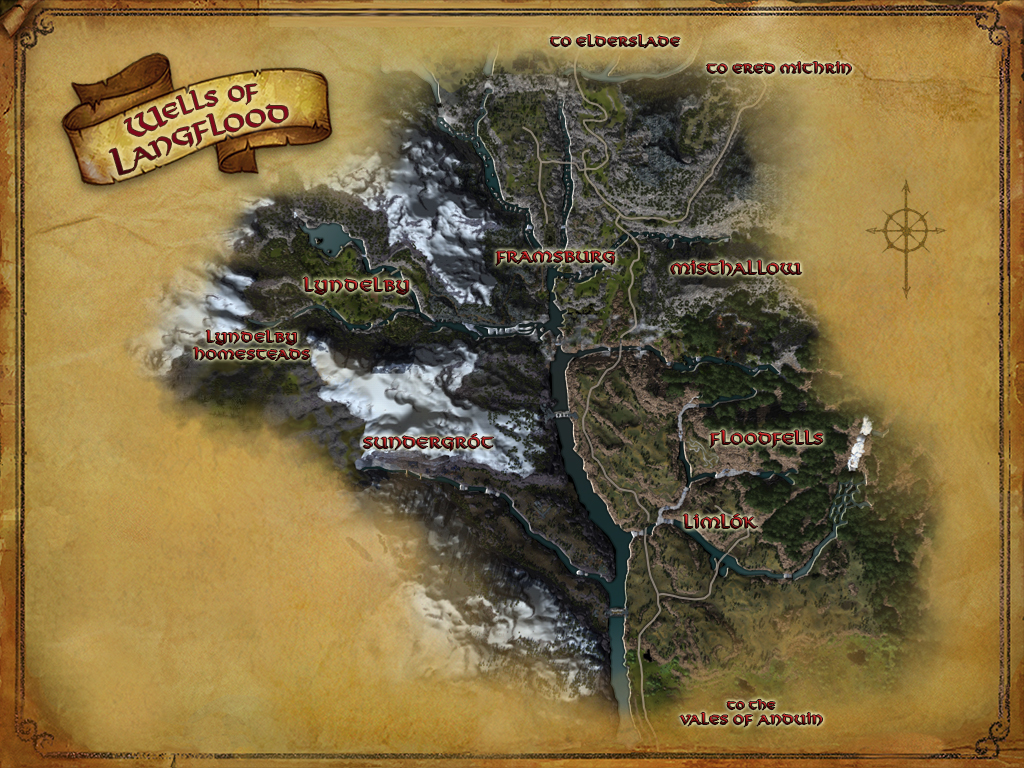 Wells of
Langflood
to Elderslade
to Ered Mithrin
Framsburg
Misthallow
Lyndelby
Lyndelby
Homesteads
Sundergrót
Floodfells
Limlók
to the
Vales of Anduin